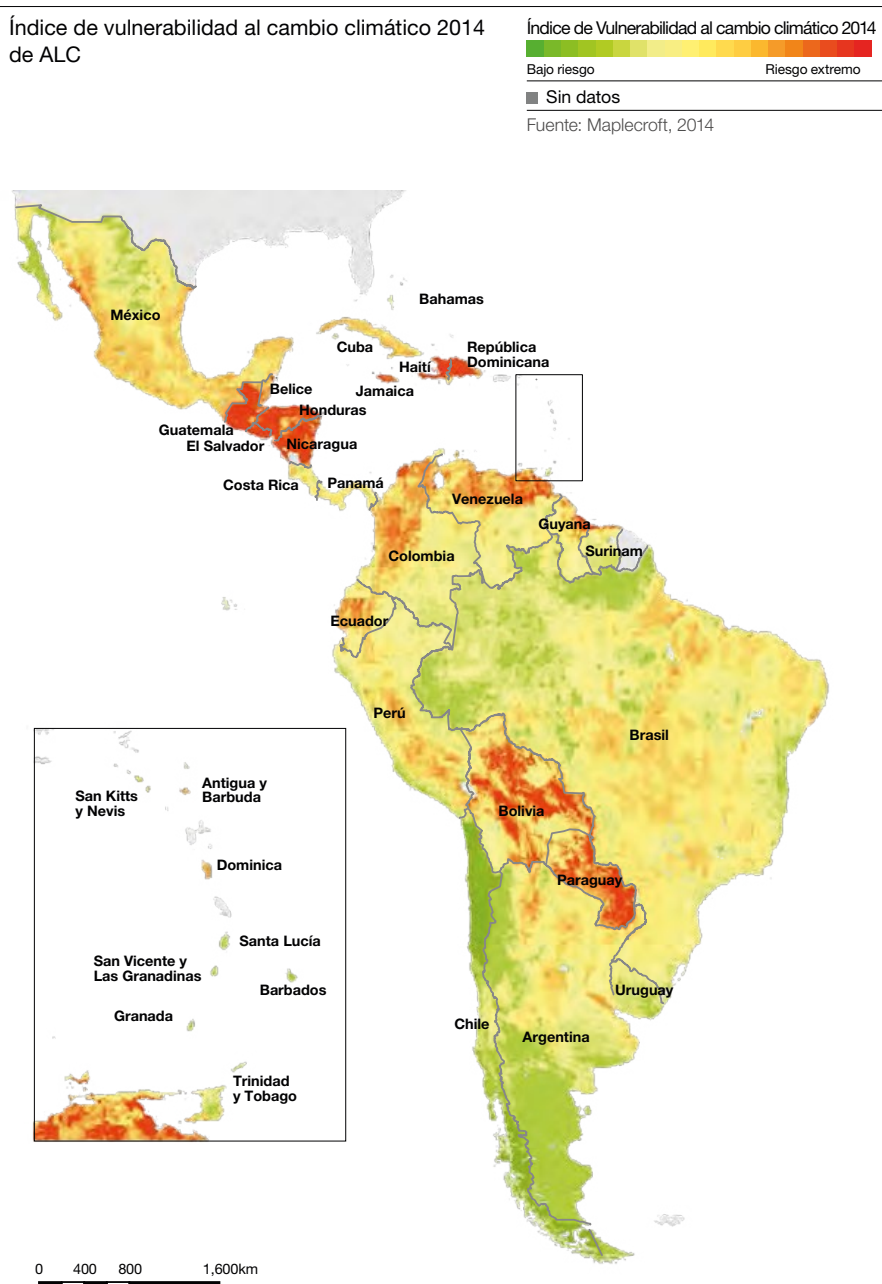 Índice de vulnerabilidad al cambio climático 2014
de ALC
Índice de Vulnerabilidad al cambio climático 2014
Bajo riesgo Riesgo extremo
Sin datos
Fuente: Maplecroft, 2014
Bahamas
México
Cuba
República
Dominicana
Haití
Jamaica
Belice
Honduras
Guatemala
El Salvador
Nicaragua
Costa Rica
Panamá
Venezuela
Guyana
Surinam
Colombia
Ecuador
Perú
Brasil
Bolivia
Paraguay
Uruguay
Chile
Argentina
San Kitts
y Nevis
Antigua y
Barbuda
Dominica
Santa Lucía
San Vicente y
Las Granadinas
Barbados
Granada
Trinidad
y Tobago
0 400 800 1,600km